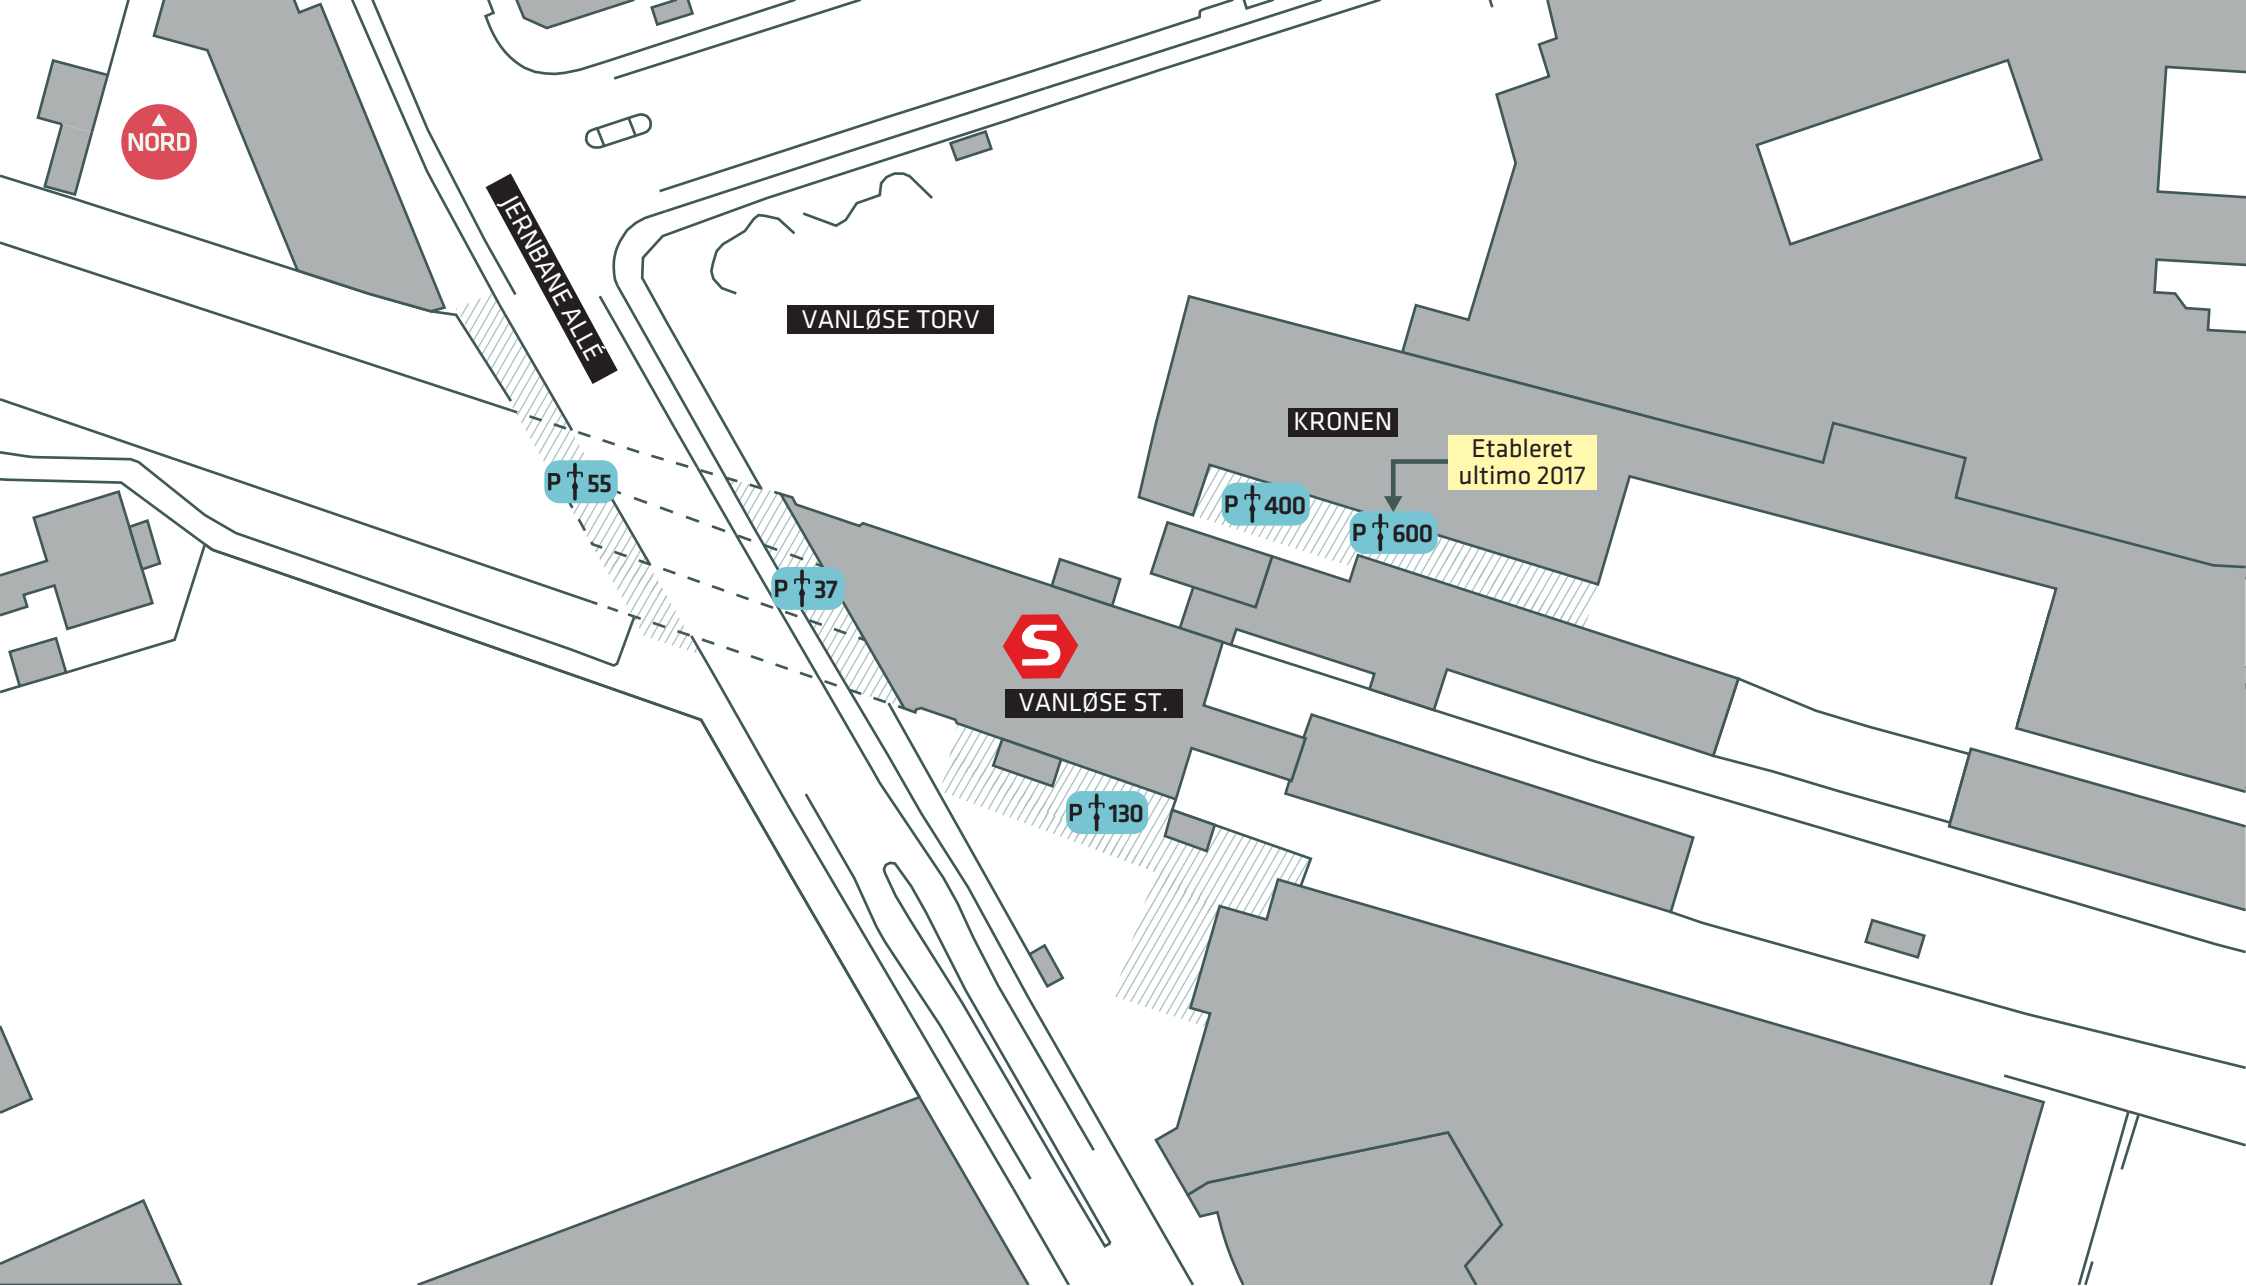 NORD
JERNBANE ALLÉ
VANLØSE TORV
KRONEN
Etableret
ultimo 2017
P 55
P 400
P 600
P 37
S
VANLØSE ST.
P 130